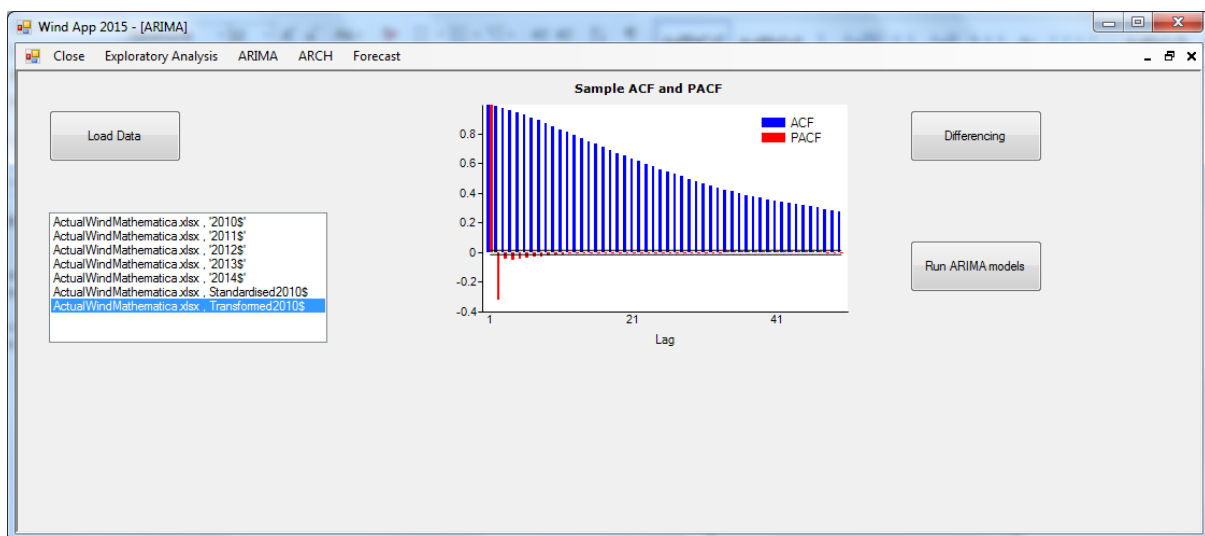 Wind App 2015 - [ARIMA]
Close Exploratory Analysis ARIMA ARCH Forecast
Load Data
ActualWindMathematica.xlsx , '2010$'
ActualWindMathematica.xlsx , '2011$'
ActualWindMathematica.xlsx , '2012$'
ActualWindMathematica.xlsx , '2013$'
ActualWindMathematica.xlsx , '2014$'
ActualWindMathematica.xlsx , Standardised2010$
ActualWindMathematica.xlsx , Transformed2010$
Sample ACF and PACF
ACF
PACF
0.8
0.6
0.4
0.2
0
-0.2
-0.4
1 21 41
Lag
Differencing
Run ARIMA models